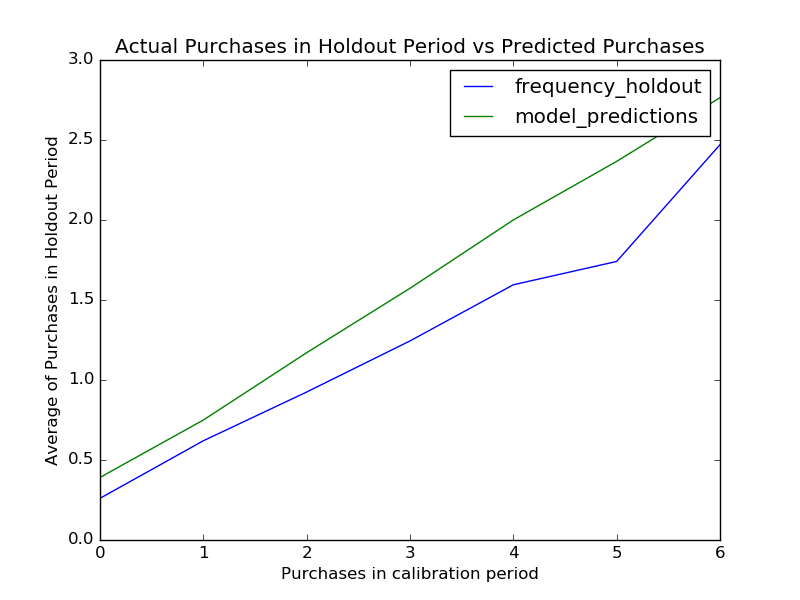 Actual Purchases in Holdout Period vs Predicted Purchases
frequency_holdout
model_predictions
Average of Purchases in Holdout Period
3.0
2.5
2.0
1.5
1.0
0.5
0.0
0 1 2 3 4 5 6
Purchases in calibration period